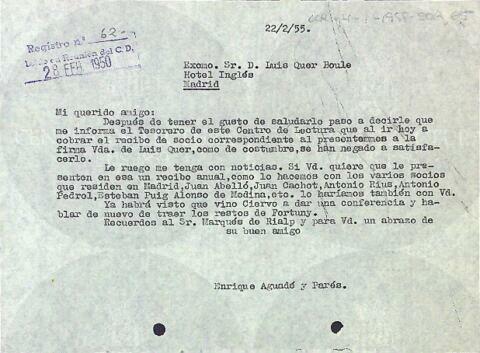 22/2/55.
Registro nº 62
en Reunión del C.D.
28 FEB 1950
Excmo. Sr. D. Luis Quer Boule
Hotel Inglés
Madrid
Mi querido amigo:
Después de tener el gusto de saludarlo paso a decirle que
me informa el Tesorero de este Centro de Lectura que al ir hoy a
cobrar el recibo de socio correspondiente al presentarnos a la
firma Vda. de Luis Quer,como de costumbre,se han negado a satisfa-
cerlo.
Le ruego me tenga con noticias. Si Vd. quiere que le pre-
senten en esa un recibo anual,como lo hacemos con los varios socios
que residen en Madrid,Juan Abelló,Juan Cachot,Antonio Rius,Antonio
Pedrol,Esteban Puig Alonso de Medina,etc. lo haríamos también con Vd.
Ya habrá visto que vino Ciervo a dar una conferencia y ha-
blar de nuevo de traer los restos de Fortuny.
Recuerdos al Sr. Marqués de Rialp y para Vd. un abrazo de
su buen amigo
Enrique Aguadé y Parés.